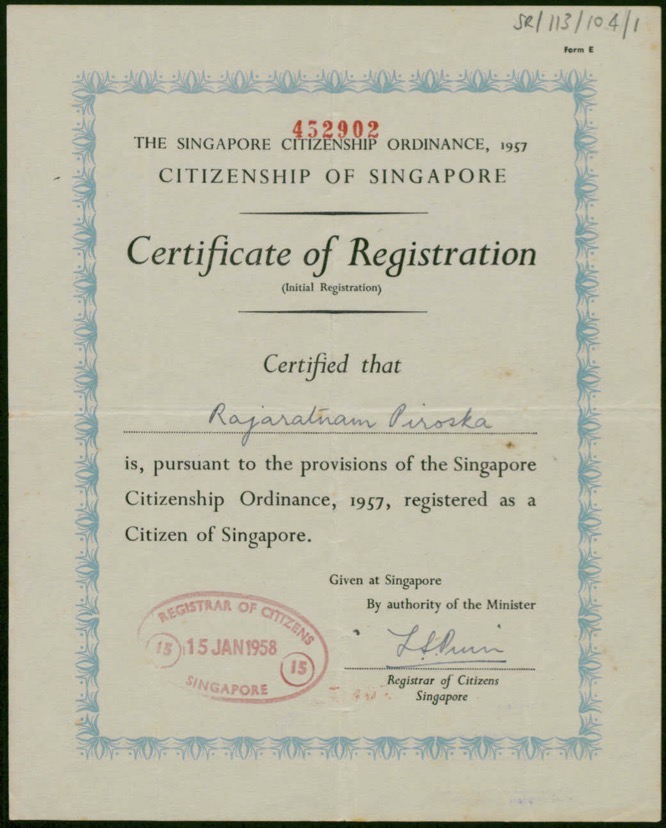 SR/113/104/1
Form E
452902
THE SINGAPORE CITIZENSHIP ORDINANCE, 1957
CITIZENSHIP OF SINGAPORE
Certificate of Registration
(Initial Registration)
Certified that
Rajaratnam Piroska
is, pursuant to the provisions of the Singapore
Citizenship Ordinance, 1957, registered as a
Citizen of Singapore.
Given at Singapore
By authority of the Minister
REGISTRAR OF CITIZENS
15 15 JAN 1958 15
SINGAPORE
Registrar of Citizens
Singapore